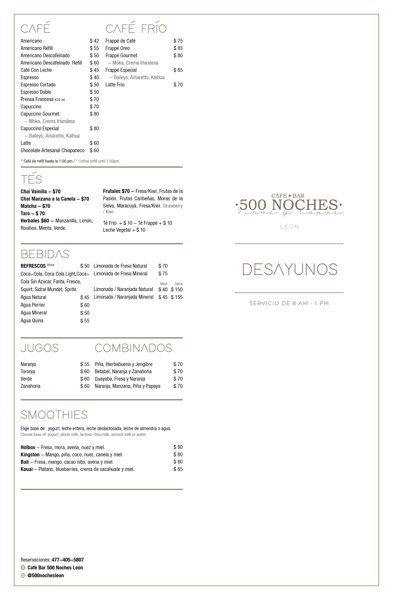 CAFÉ
Americano $ 42
Americano Refill $ 55
Americano Descafeinado $ 50
Americano Descafeinado Refill $ 60
Café Con Leche $ 45
Espresso $ 40
Espresso Cortado $ 50
Espresso Doble $ 50
Prensa Francesa $ 70
Capuccino $ 70
Capuccino Gourmet $ 80
– Moka, Crema Irlandesa
Capuccino Especial $ 80
– Baileys, Amaretto, Kalhua
Latte $ 60
Chocolate Artesanal Chiapaneco $ 60
* Café de refill hasta la 1:00 pm / * Coffee refill until 1:00pm.
CAFÉ FRÍO
Frappé de Café $ 75
Frappé Oreo $ 85
Frappé Gourmet $ 80
– Moka, Crema Irlandesa
Frappé Especial $ 85
– Baileys, Amaretto, Kalhua
Latte Frío $ 70
TÉS
Chai Vainilla – $70
Chai Manzana a la Canela – $70
Matcha – $70
Taro – $ 70
Herbales $60 – Manzanilla, Limón,
Rooibos, Menta, Verde.
Frutales $70 – Fresa/Kiwi, Frutas de la
Pasión, Frutas Caribeñas, Moras de la
Selva, Maracuyá, Fresa/Kiwi. Strawberry
/ Kiwi
Té Frío + $ 10 – Té Frappé + $ 10
Leche Vegetal + $ 10
BEBIDAS
REFRESCOS $ 50
Coca–Cola, Coca Cola Light,Coca–
Cola Sin Azúcar, Fanta, Fresca,
Squirt, Sidral Mundet, Sprite.
Agua Natural $ 45
Agua Perrier $ 60
Agua Mineral $ 50
Agua Quina $ 55
Limonada de Fresa Natural $ 70
Limonada de Fresa Mineral $ 75
Limonada / Naranjada Natural $ 40 $ 150
Limonada / Naranjada Mineral $ 45 $ 155
JUGOS
Naranja $ 55
Toronja $ 60
Verde $ 60
Zanahoria $ 60
COMBINADOS
Piña, Hierbabuena y Jengibre $ 70
Betabel, Naranja y Zanahoria $ 70
Guayaba, Fresa y Naranja $ 70
Naranja, Manzana, Piña y Papaya $ 70
SMOOTHIES
Elige base de: yogurt, leche entera, leche deslactosada, leche de almendra o agua.
Choose base of: yogurt, whole milk, lactose–free milk, almond milk or water.
Holbox – Fresa, mora, avena, nuez y miel. $ 80
Kingston – Mango, piña, coco, nuez, canela y miel. $ 80
Bali – Fresa, mango, cacao nibs, avena y miel. $ 80
Kauai – Plátano, blueberries, crema de cacahuate y miel. $ 85
Reservaciones: 477–405–5807
Café Bar 500 Noches León
@500nochesleon
CAFE • BAR
·500 NOCHES·
Vinos y Tapas
LEÓN
DESAYUNOS
SERVICIO DE 8 AM - 1 PM